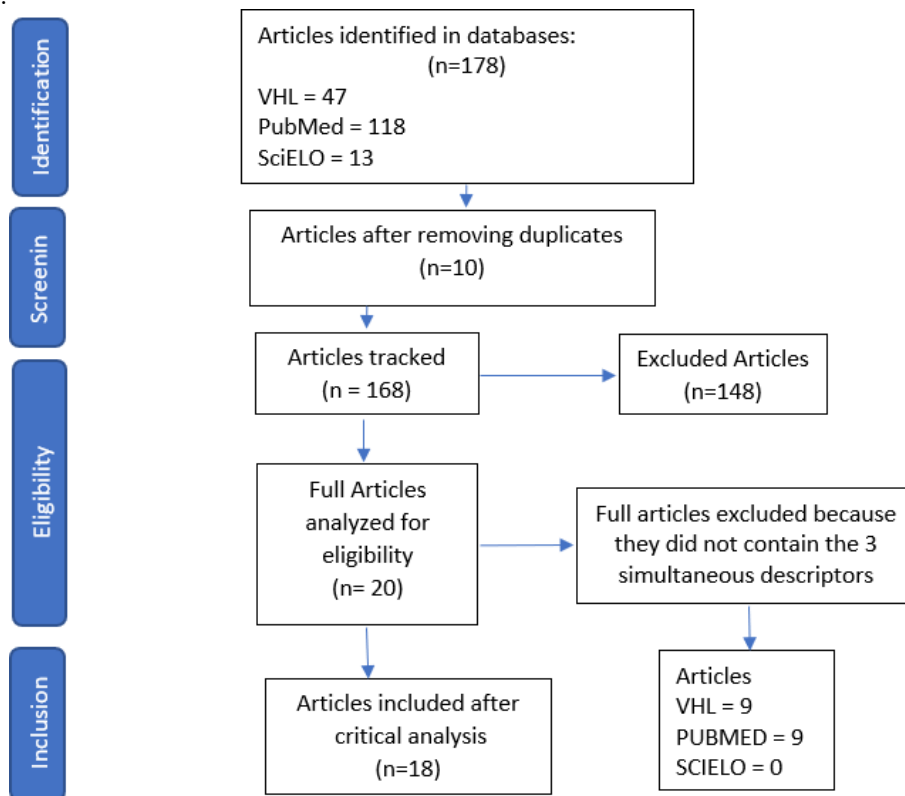 .
Identification
Articles identified in databases:
(n=178)
VHL = 47
PubMed = 118
SciELO = 13
Screenin
Articles after removing duplicates
(n=10)
Eligibility
Articles tracked
(n = 168)
Excluded Articles
(n=148)
Full Articles
analyzed for
eligibility
(n= 20)
Full articles excluded because
they did not contain the 3
simultaneous descriptors
Inclusion
Articles included after
critical analysis
(n=18)
Articles
VHL = 9
PUBMED = 9
SCIELO = 0